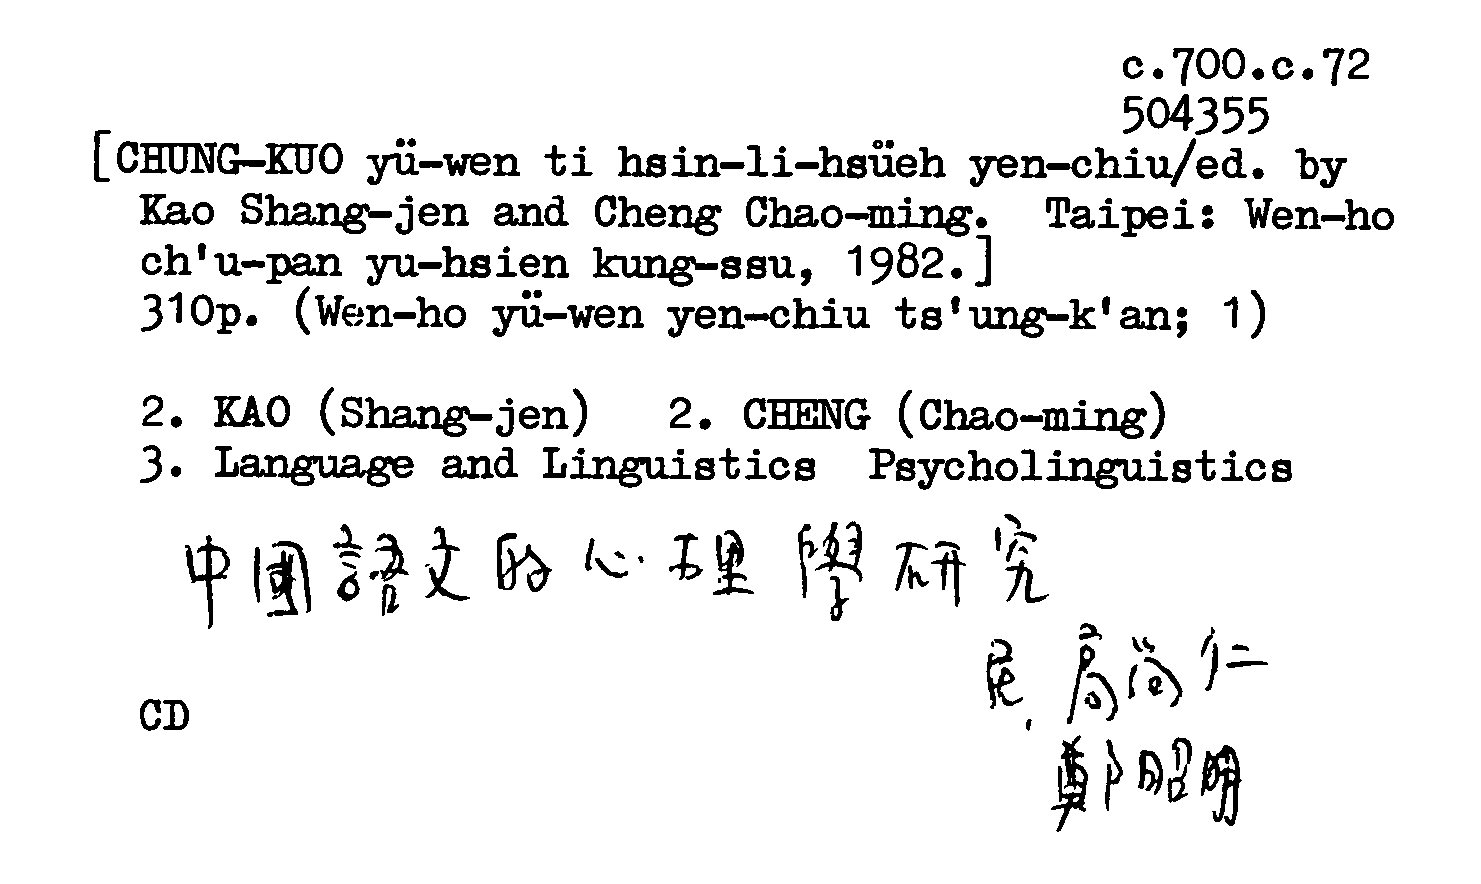 c.700.c.72
504355
[CHUNG-KUO yü-wen ti hsin-li-hsüeh yen-chiu/ed. by
Kao Shang-jen and Cheng Chao-ming. Taipei: Wen-ho
ch'u-pan yu-hsien kung-ssu, 1982.]
310p. (Wen-ho yü-wen yen-chiu ts'ung-k'an; 1)
2. KAO (Shang-jen) 2. CHENG (Chao-ming)
3. Language and Linguistics Psycholinguistics
中國語文的心理學研究
高尚仁
CD
鄭昭明